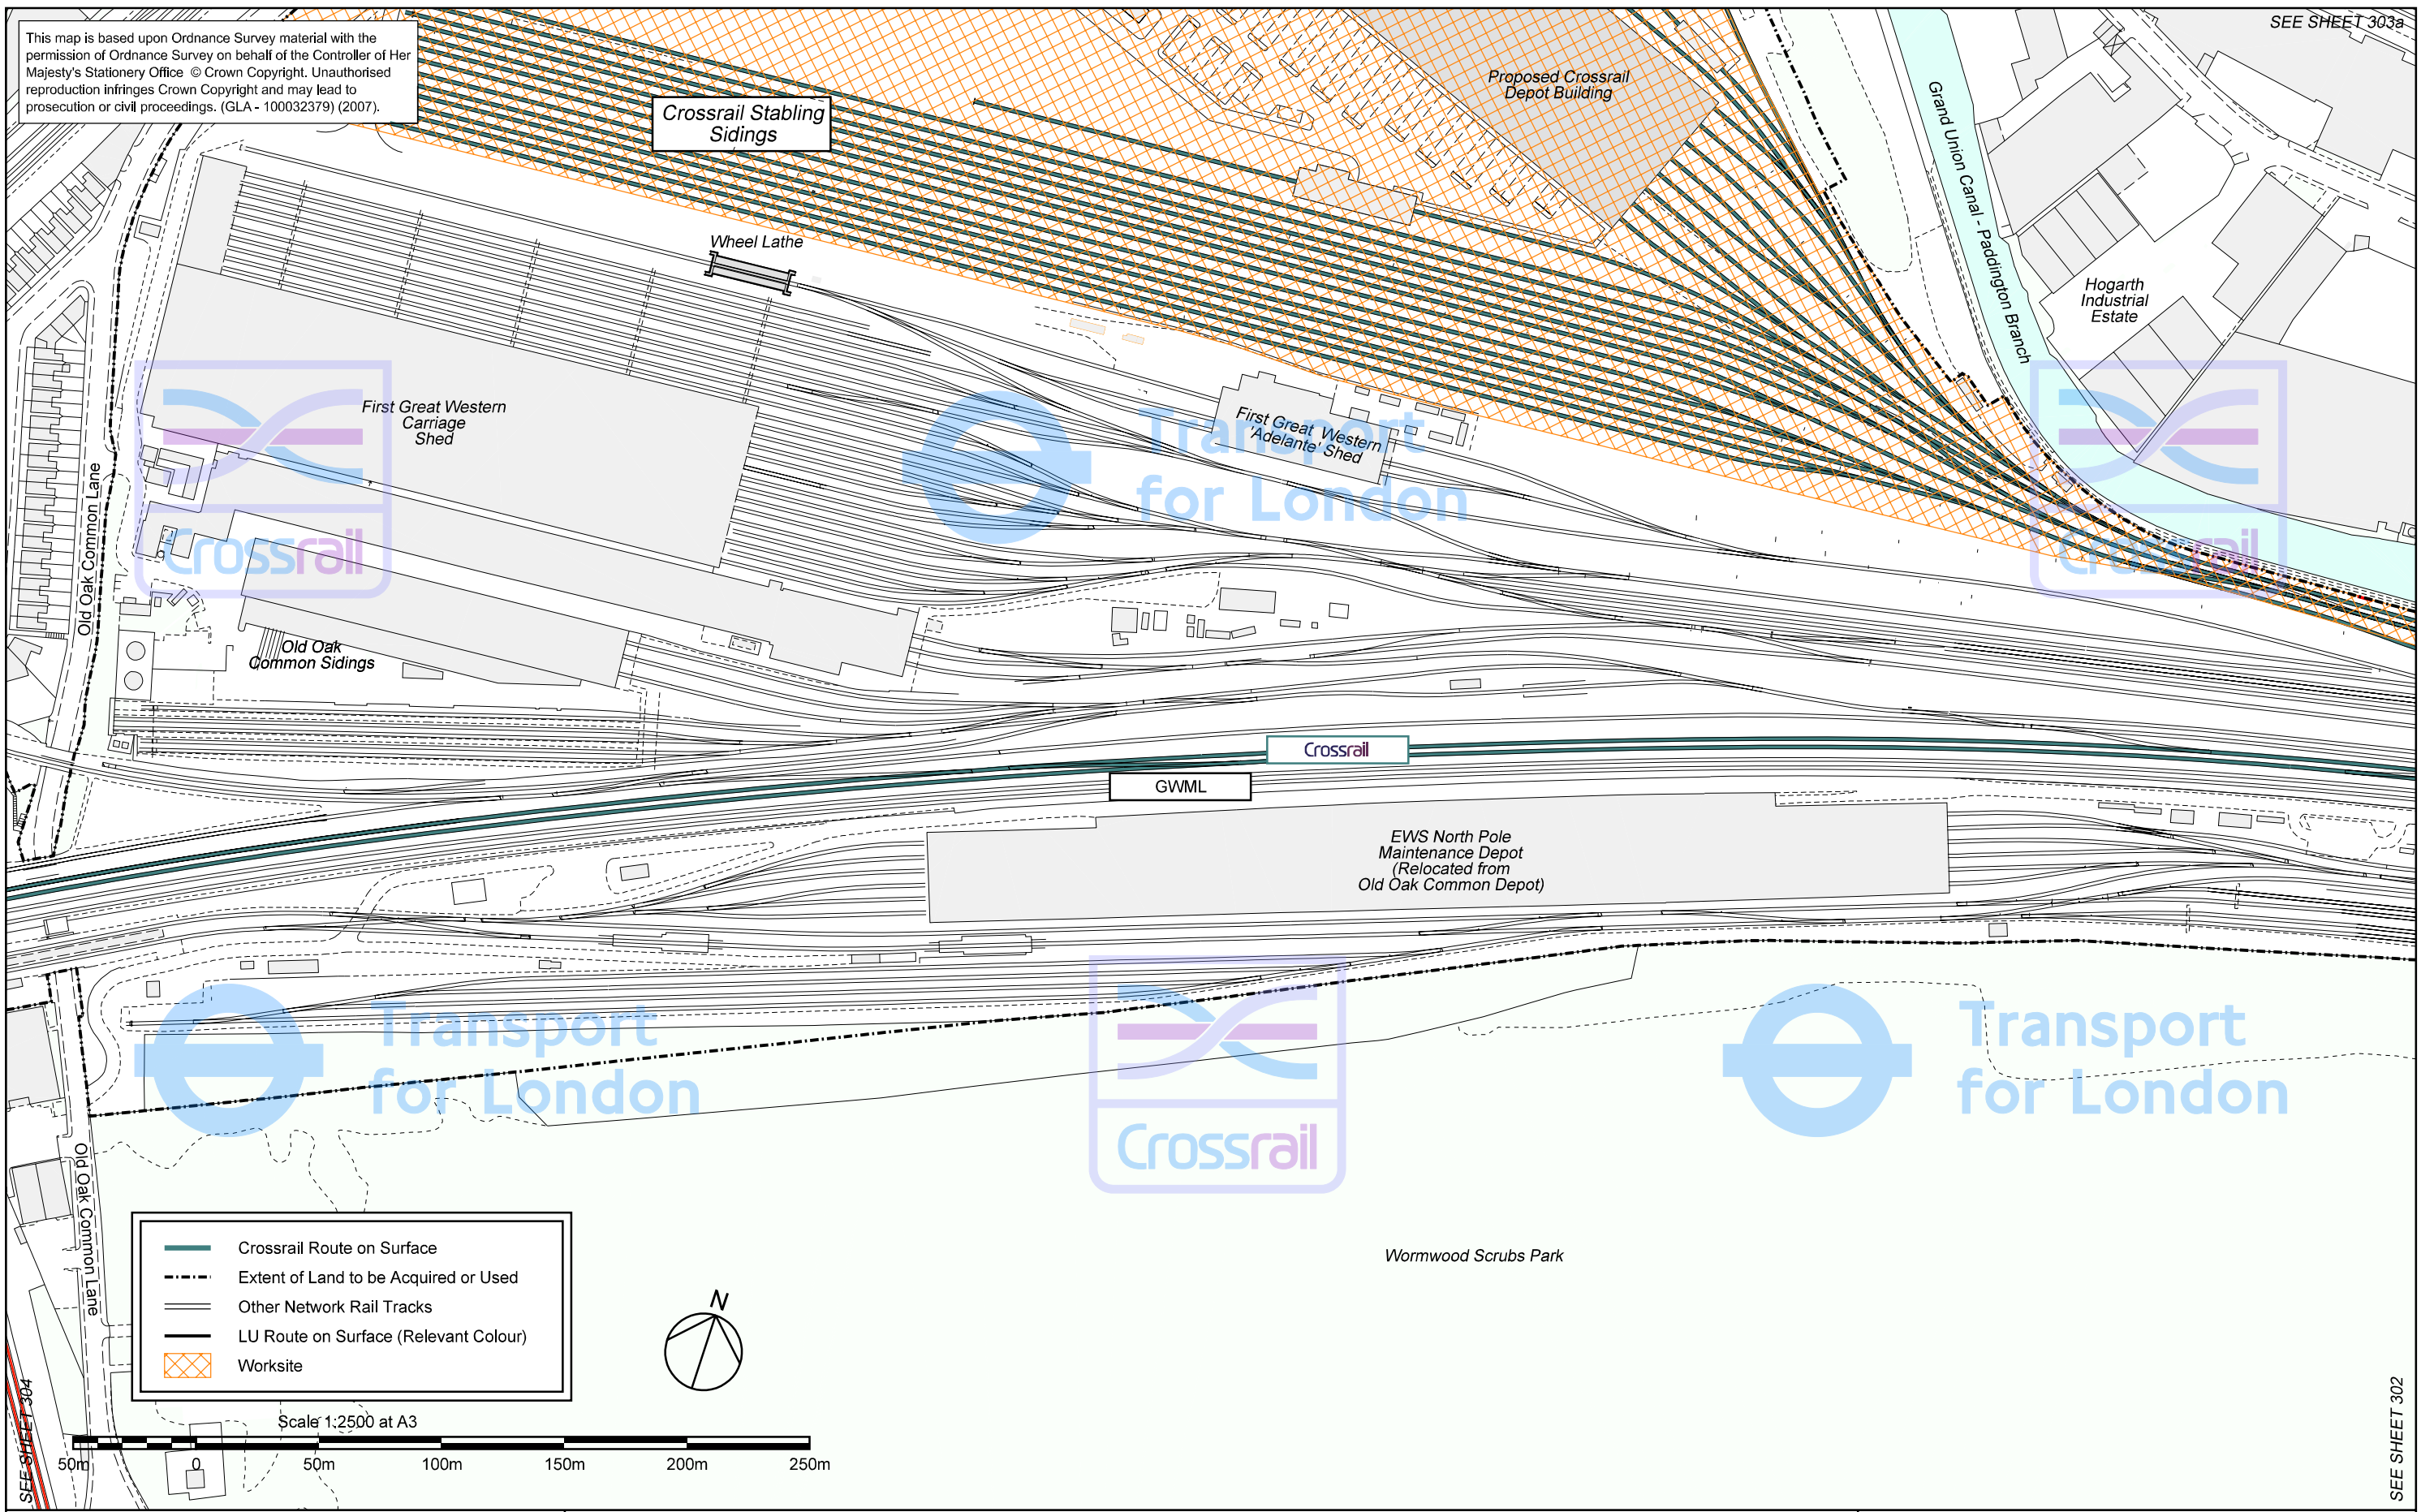 This map is based upon Ordnance Survey material with the
permission of Ordnance Survey on behalf of the Controller of Her
Majesty's Stationery Office © Crown Copyright. Unauthorised
reproduction infringes Crown Copyright and may lead to
prosecution or civil proceedings. (GLA - 100032379) (2007).
SEE SHEET 303a
Crossrail Stabling
Sidings
Proposed Crossrail
Depot Building
Grand Union Canal - Paddington Branch
Wheel Lathe
Hogarth
Industrial
Estate
First Great Western
Carriage
Shed
First Great Western
'Adelante' Shed
Transport
for London
Crossrail
Crossrail
Old Oak Common Lane
Old Oak
Common Sidings
Crossrail
GWML
EWS North Pole
Maintenance Depot
(Relocated from
Old Oak Common Depot)
Transport
for London
Crossrail
Transport
for London
Old Oak Common Lane
Wormwood Scrubs Park
Crossrail Route on Surface
Extent of Land to be Acquired or Used
Other Network Rail Tracks
LU Route on Surface (Relevant Colour)
Worksite
N
Scale 1:2500 at A3
50m
0
50m
100m
150m
200m
250m
SEE SHEET 304
SEE SHEET 302